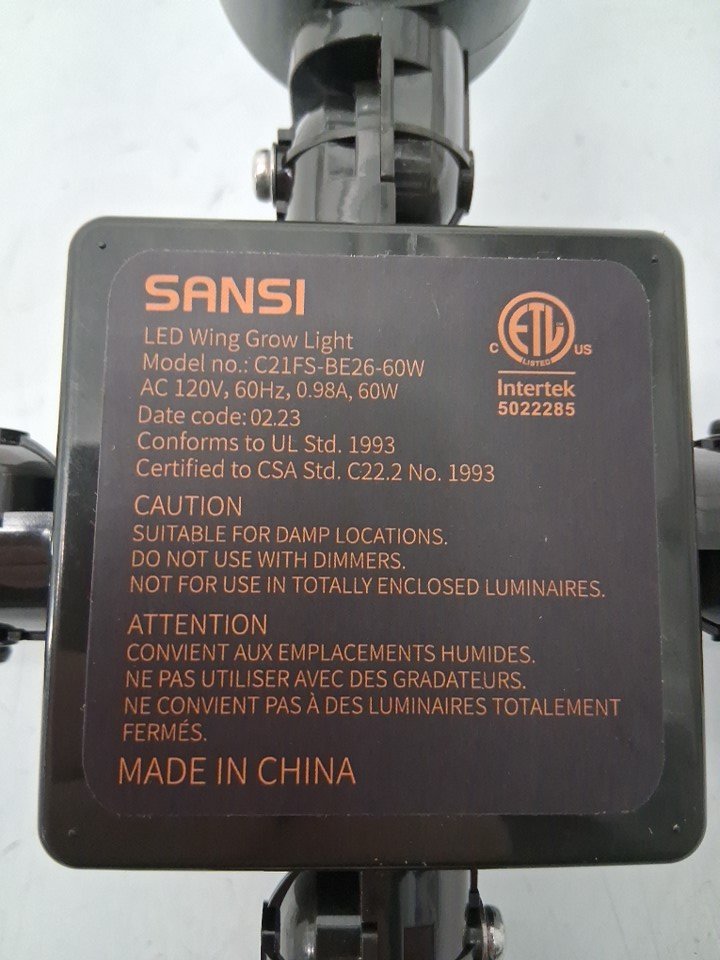 SANSI
LED Wing Grow Light
Model no.: C21FS-BE26-60W
AC 120V, 60Hz, 0.98A, 60W
Date code: 02.23
Conforms to UL Std. 1993
Certified to CSA Std. C22.2 No. 1993
ETL
C US
LISTED
Intertek
5022285
CAUTION
SUITABLE FOR DAMP LOCATIONS.
DO NOT USE WITH DIMMERS.
NOT FOR USE IN TOTALLY ENCLOSED LUMINAIRES.
ATTENTION
CONVIENT AUX EMPLACEMENTS HUMIDES.
NE PAS UTILISER AVEC DES GRADATEURS.
NE CONVIENT PAS À DES LUMINAIRES TOTALEMENT
FERMÉS.
MADE IN CHINA